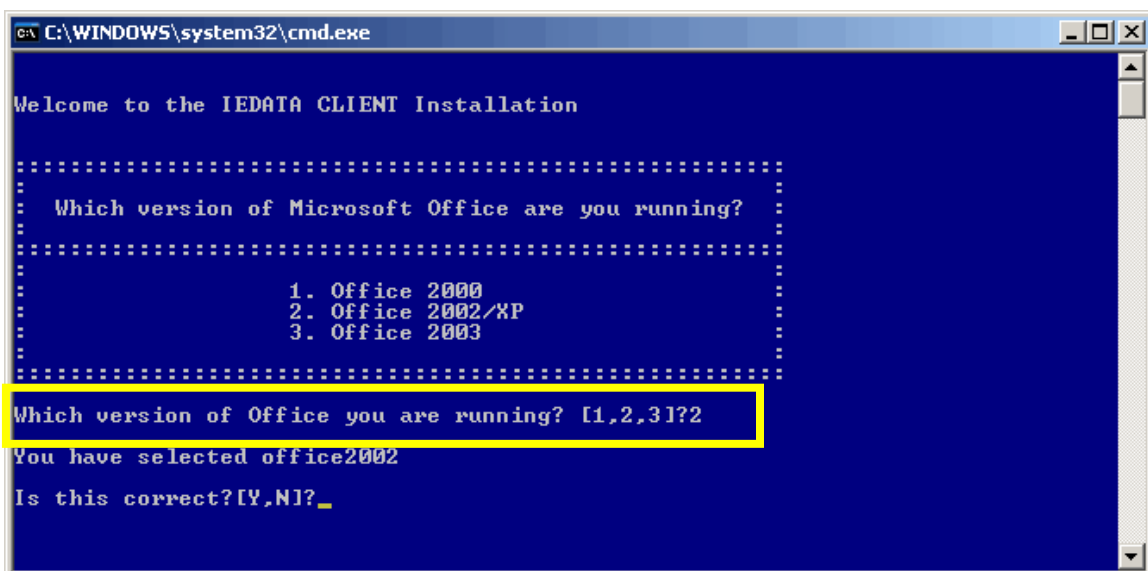 C:\WINDOWS\system32\cmd.exe
Welcome to the IEDATA CLIENT Installation
::::::::::::::::::::::::::::::::::::::::::::::::::::::::
: :
: Which version of Microsoft Office are you running? :
: :
::::::::::::::::::::::::::::::::::::::::::::::::::::::::
: :
: 1. Office 2000 :
: 2. Office 2002/XP :
: 3. Office 2003 :
: :
::::::::::::::::::::::::::::::::::::::::::::::::::::::::
Which version of Office you are running? [1,2,3]?2
You have selected office2002
Is this correct?[Y,N]?_